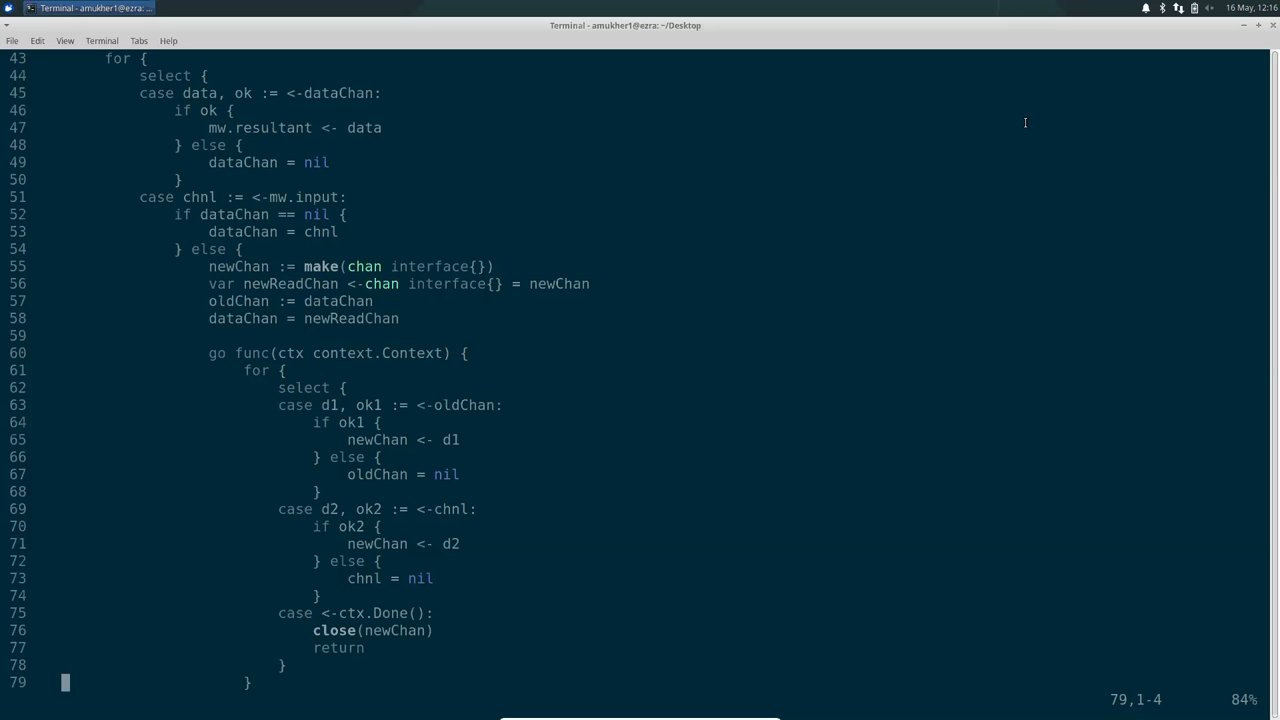 Terminal - amukher1@ezra: ...
16 May, 12:16
Terminal - amukher1@ezra: ~/Desktop
File Edit View Terminal Tabs Help
43         for {
44             select {
45             case data, ok := <-dataChan:
46                 if ok {
47                     mw.resultant <- data
48                 } else {
49                     dataChan = nil
50                 }
51             case chnl := <-mw.input:
52                 if dataChan == nil {
53                     dataChan = chnl
54                 } else {
55                     newChan := make(chan interface{})
56                     var newReadChan <-chan interface{} = newChan
57                     oldChan := dataChan
58                     dataChan = newReadChan
59
60                     go func(ctx context.Context) {
61                         for {
62                             select {
63                             case d1, ok1 := <-oldChan:
64                                 if ok1 {
65                                     newChan <- d1
66                                 } else {
67                                     oldChan = nil
68                                 }
69                             case d2, ok2 := <-chnl:
70                                 if ok2 {
71                                     newChan <- d2
72                                 } else {
73                                     chnl = nil
74                                 }
75                             case <-ctx.Done():
76                                 close(newChan)
77                                 return
78                             }
79                         }
79,1-4 84%